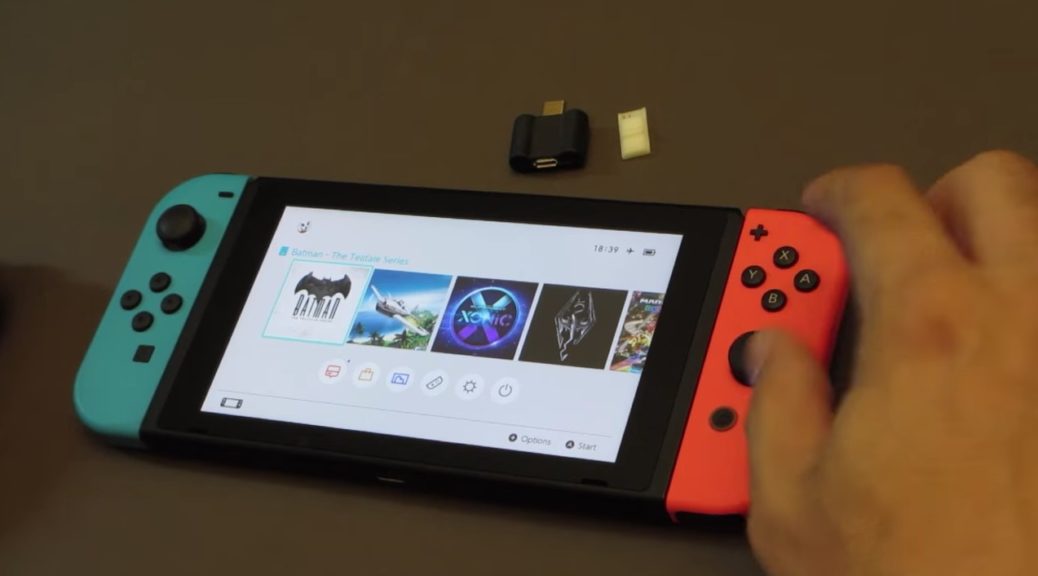 18:39
Batman - The Telltale Series
BATMAN
XONIC
X
Y
A
B
Options
A Start